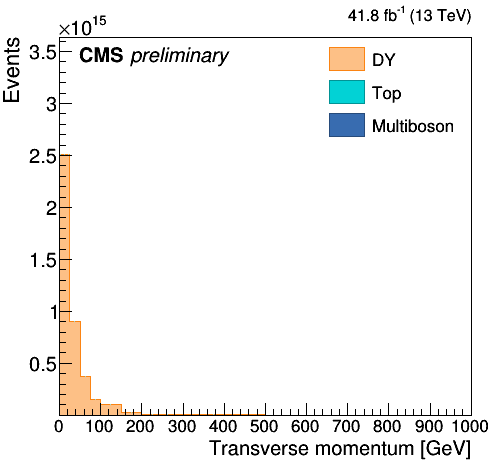 41.8 fb⁻¹ (13 TeV)
×10¹⁵
CMS preliminary
Events
3.5
3
2.5
2
1.5
1
0.5
DY
Top
Multiboson
0 100 200 300 400 500 600 700 800 900 1000
Transverse momentum [GeV]